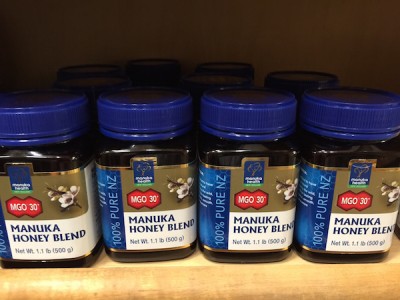 manuka
health
MGO 30+
MANUKA
HONEY BLEND
Net Wt. 1.1 lb (500 g)
100% PURE NZ
manuka
health
MGO 30+
MANUKA
HONEY BLEND
Net Wt. 1.1 lb (500 g)
100% PURE NZ
manuka
health
MGO 30+
MANUKA
HONEY BLEND
Net Wt. 1.1 lb (500 g)
100% PURE NZ
manuka
health
MGO 30+
MANUKA
HONEY BLEND
Net Wt. 1.1 lb (500 g)